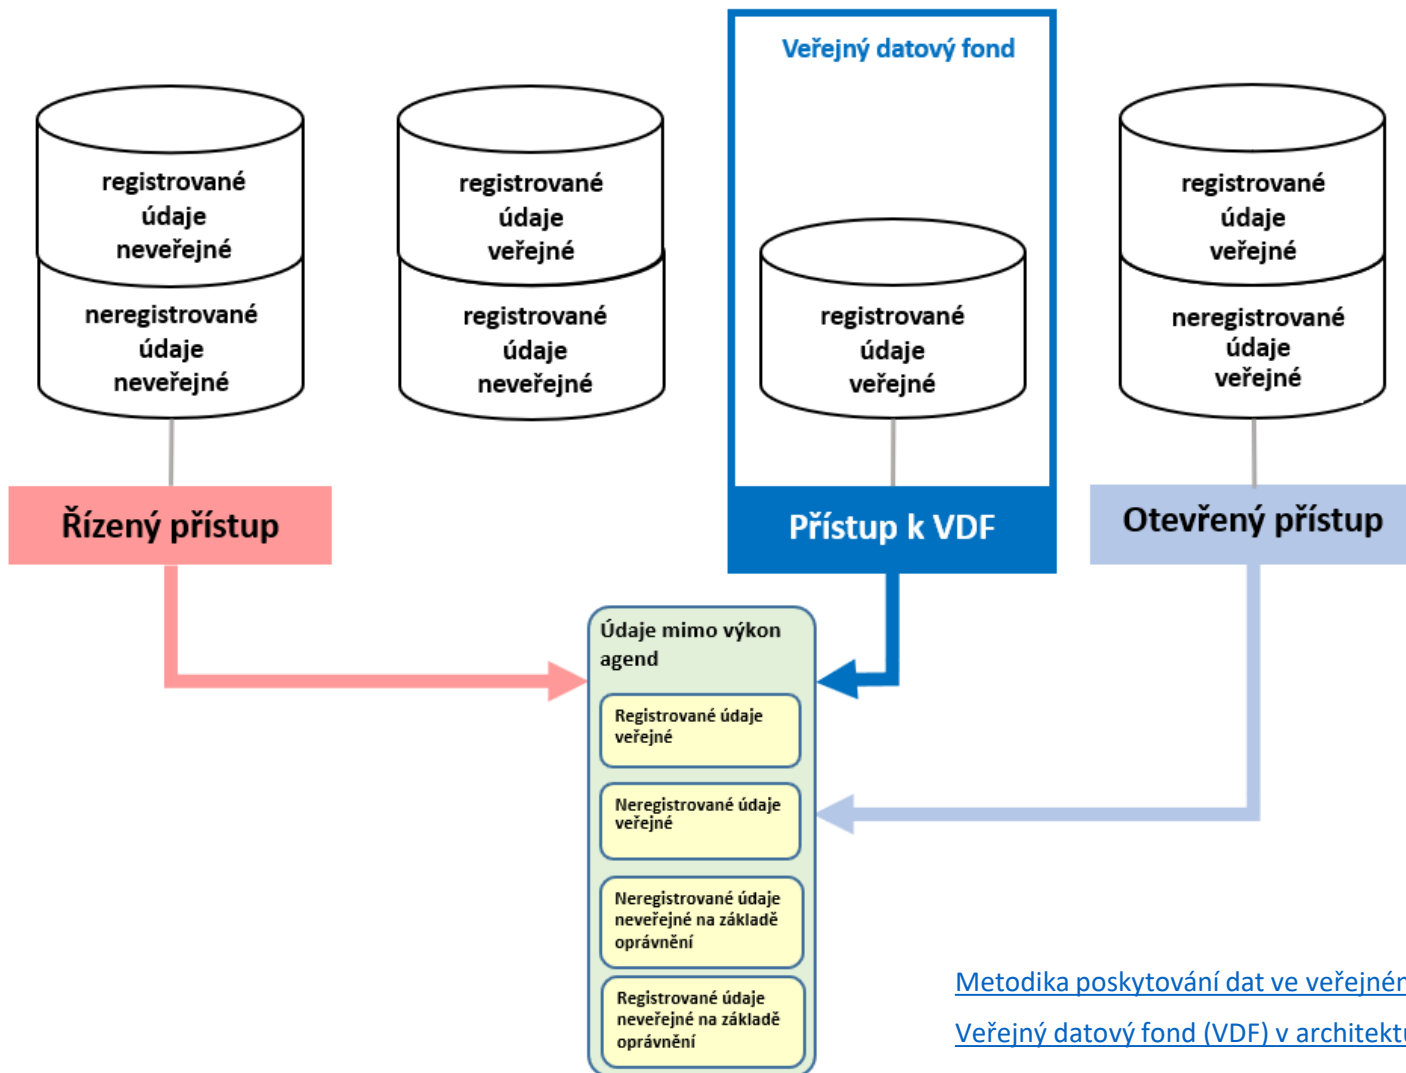 Veřejný datový fond
registrované
údaje
neveřejné
neregistrované
údaje
neveřejné
registrované
údaje
veřejné
registrované
údaje
neveřejné
registrované
údaje
veřejné
registrované
údaje
veřejné
neregistrované
údaje
veřejné
Řízený přístup
Přístup k VDF
Otevřený přístup
Údaje mimo výkon
agend
Registrované údaje
veřejné
Neregistrované údaje
veřejné
Neregistrované údaje
neveřejné na základě
oprávnění
Registrované údaje
neveřejné na základě
oprávnění
Metodika poskytování dat ve
Veřejný datový fond (VDF) v